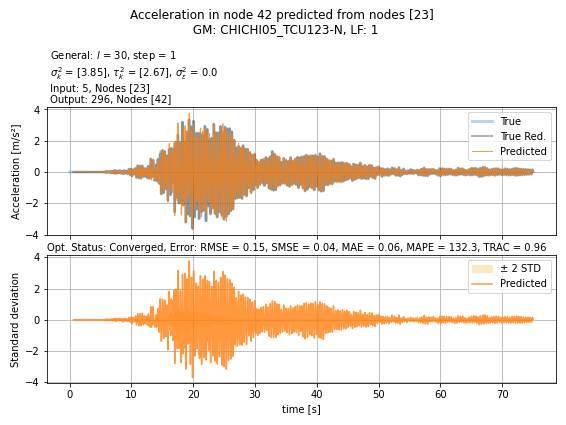 Acceleration in node 42 predicted from nodes [23]
GM: CHICHI05_TCU123-N, LF: 1
General: l = 30, step = 1
σ²ₖ = [3.85], τ²ₖ = [2.67], σ²ₑ = 0.0
Input: 5, Nodes [23]
Output: 296, Nodes [42]
4
2
0
−2
−4
Acceleration [m/s²]
True
True Red.
Predicted
Opt. Status: Converged, Error: RMSE = 0.15, SMSE = 0.04, MAE = 0.06, MAPE = 132.3, TRAC = 0.96
4
2
0
−2
−4
Standard deviation
± 2 STD
Predicted
0 10 20 30 40 50 60 70
time [s]